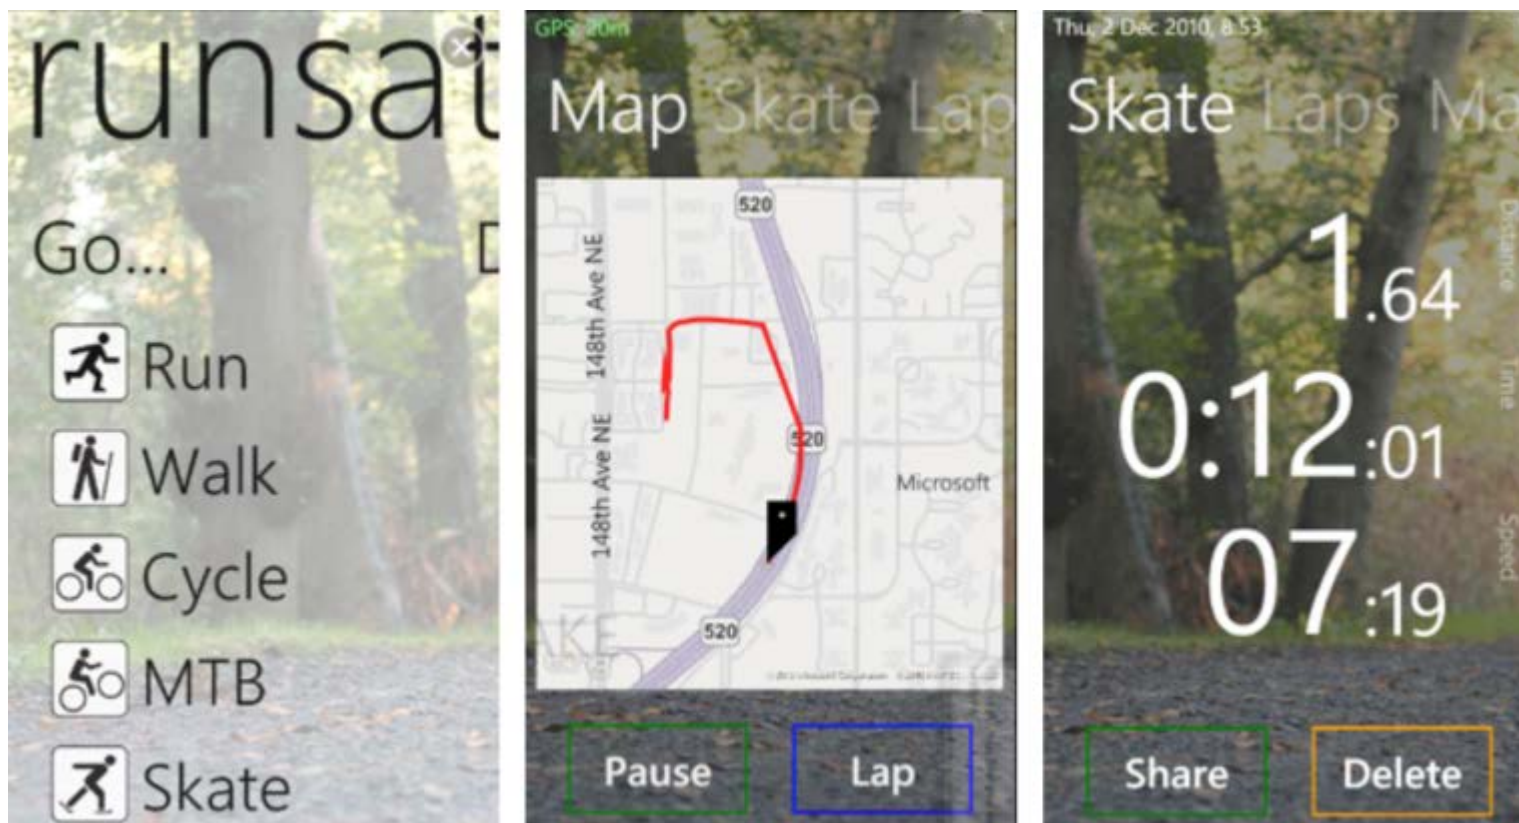 runsat
Go...
D
Run
Walk
Cycle
MTB
Skate
GPS: 20m
Map Skate Lap
520
148th Ave NE
148th Ave NE
520
Microsoft
520
AKE
Pause
Lap
Thu, 2 Dec 2010, 8:53
Skate Laps Ma
Distance
1.64
Time
0:12:01
Speed
07:19
Share
Delete